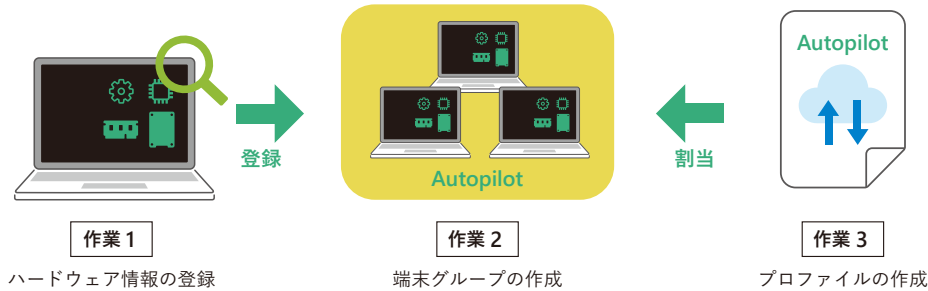 Autopilot
登録
割当
Autopilot
作業 1
作業 2
作業 3
ハードウェア情報の登録
端末グループの作成
プロファイルの作成